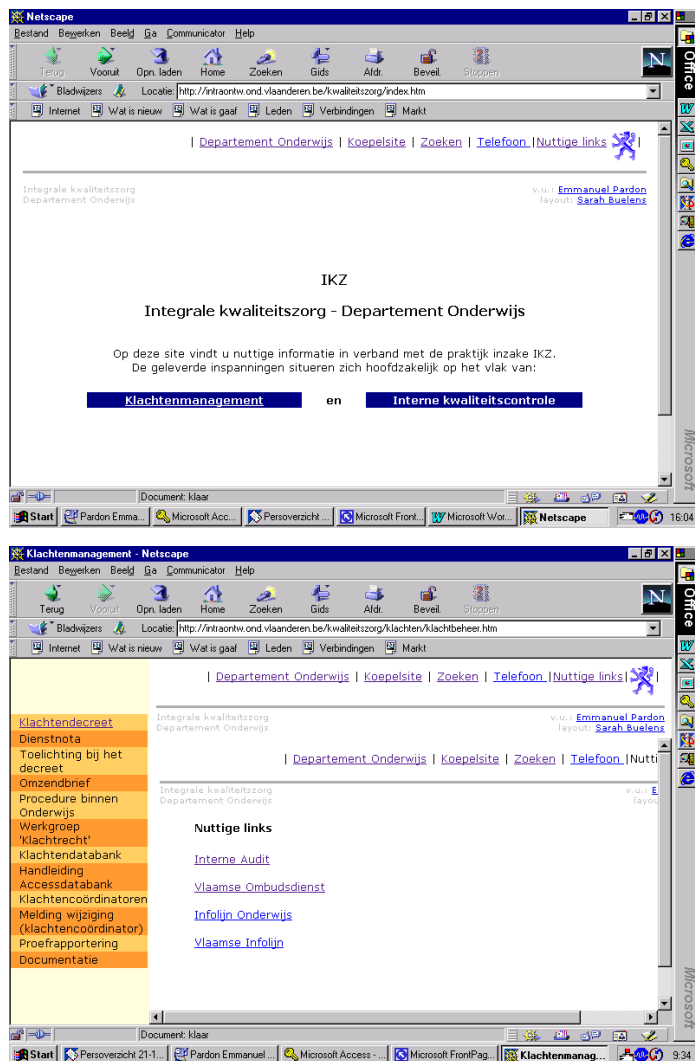 Netscape
Bestand Bewerken Beeld Ga Communicator Help
Terug Vooruit Opn. laden Home Zoeken Gids Afdr. Beveil. Stoppen
N
Bladwijzers Locatie: http://intraontw.ond.vlaanderen.be/kwaliteitszorg/index.htm
Internet Wat is nieuw Wat is gaaf Leden Verbindingen Markt
| Departement Onderwijs | Koepelsite | Zoeken | Telefoon |Nuttige links |
Integrale kwaliteitszorg
Departement Onderwijs
v.u.: Emmanuel Pardon
layout: Sarah Buelens
IKZ
Integrale kwaliteitszorg - Departement Onderwijs
Op deze site vindt u nuttige informatie in verband met de praktijk inzake IKZ.
De geleverde inspanningen situeren zich hoofdzakelijk op het vlak van:
Klachtenmanagement en Interne kwaliteitscontrole
Document: klaar
Start Pardon Emma... Microsoft Acc... Persoverzicht ... Microsoft Front... Microsoft Wor... Netscape 16:04
Office
Microsoft
Klachtenmanagement - Netscape
Bestand Bewerken Beeld Ga Communicator Help
Terug Vooruit Opn. laden Home Zoeken Gids Afdr. Beveil. Stoppen
N
Bladwijzers Locatie: http://intraontw.ond.vlaanderen.be/kwaliteitszorg/klachten/klachtbeheer.htm
Internet Wat is nieuw Wat is gaaf Leden Verbindingen Markt
Klachtendecreet
Dienstnota
Toelichting bij het
decreet
Omzendbrief
Procedure binnen
Onderwijs
Werkgroep
'Klachtrecht'
Klachtendatabank
Handleiding
Accessdatabank
Klachtencoördinatoren
Melding wijziging
(klachtencoördinator)
Proefrapportering
Documentatie
| Departement Onderwijs | Koepelsite | Zoeken | Telefoon |Nuttige links| |
Integrale kwaliteitszorg
Departement Onderwijs
v.u.: Emmanuel Pardon
layout: Sarah Buelens
| Departement Onderwijs | Koepelsite | Zoeken | Telefoon |Nutti
Integrale kwaliteitszorg
Departement Onderwijs
v.u.: E
layou
Nuttige links
Interne Audit
Vlaamse Ombudsdienst
Infolijn Onderwijs
Vlaamse Infolijn
Document: klaar
Start Persoverzicht 21-1... Pardon Emmanuel ... Microsoft Access - ... Microsoft FrontPag... Klachtenmanag... 9:34
Office
Microsoft